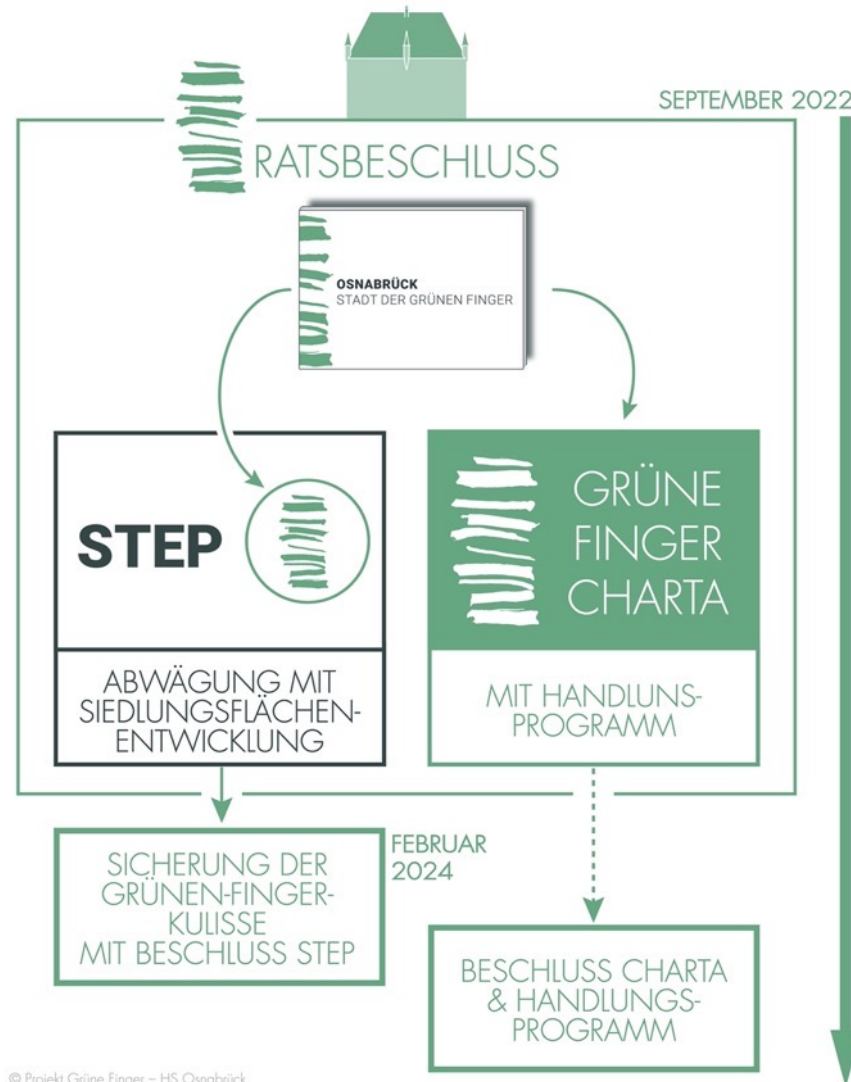 SEPTEMBER 2022
RATSBESCHLUSS
OSNABRÜCK
STADT DER GRÜNEN FINGER
STEP
ABWÄGUNG MIT
SIEDLUNGSFLÄCHEN-
ENTWICKLUNG
GRÜNE
FINGER
CHARTA
MIT HANDLUNS-
PROGRAMM
SICHERUNG DER
GRÜNEN-FINGER-
KULISSE
MIT BESCHLUSS STEP
FEBRUAR
2024
BESCHLUSS CHARTA
& HANDLUNGS-
PROGRAMM
© Projekt Grüne Finger – HS Osnabrück